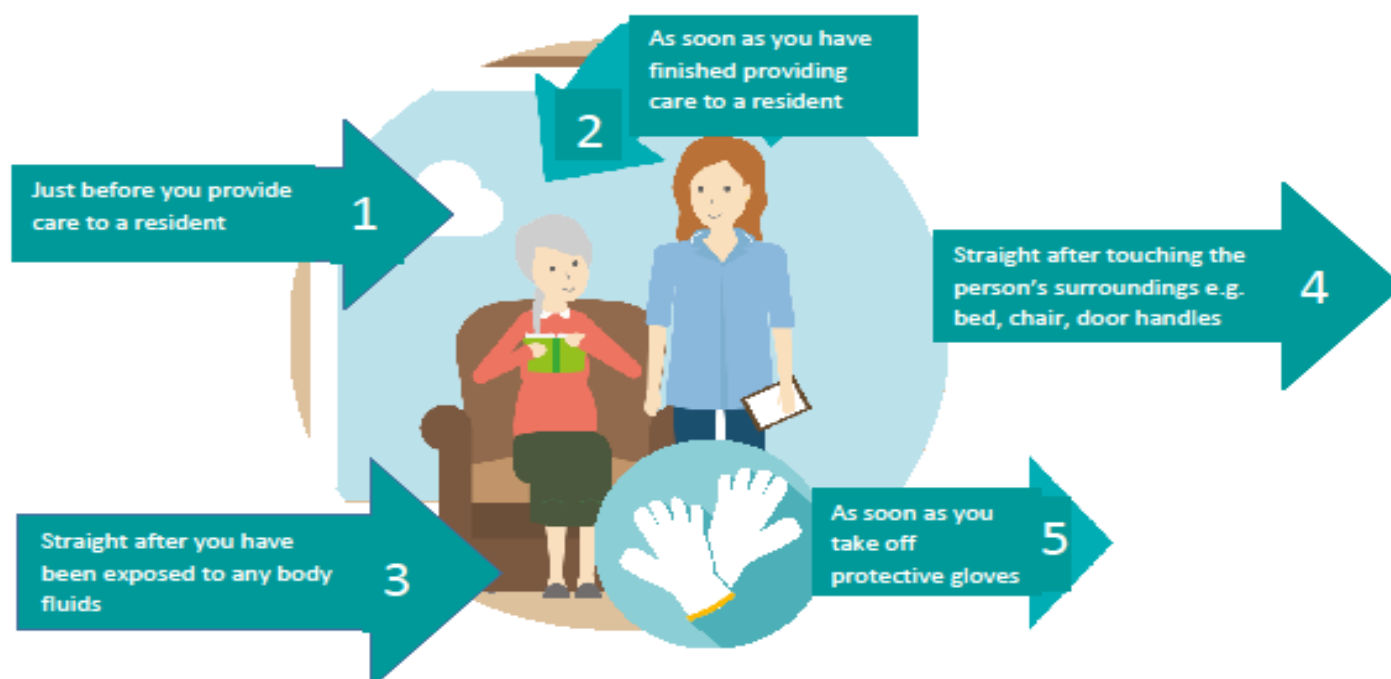 Just before you provide
care to a resident
1
As soon as you have
finished providing
care to a resident
2
Straight after you have
been exposed to any body
fluids
3
Straight after touching the
person's surroundings e.g.
bed, chair, door handles
4
As soon as you
take off
protective gloves
5